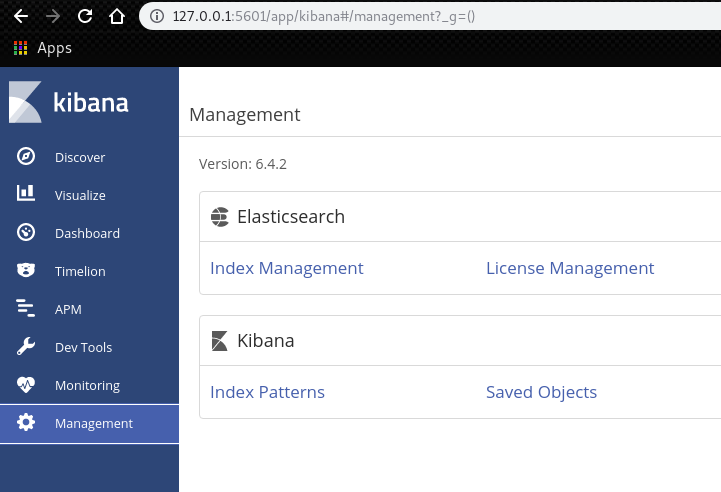 127.0.0.1:5601/app/kibana#/management?_g=()
Apps
kibana
Discover
Visualize
Dashboard
Timelion
APM
Dev Tools
Monitoring
Management
Management
Version: 6.4.2
Elasticsearch
Index Management License Management
Kibana
Index Patterns Saved Objects